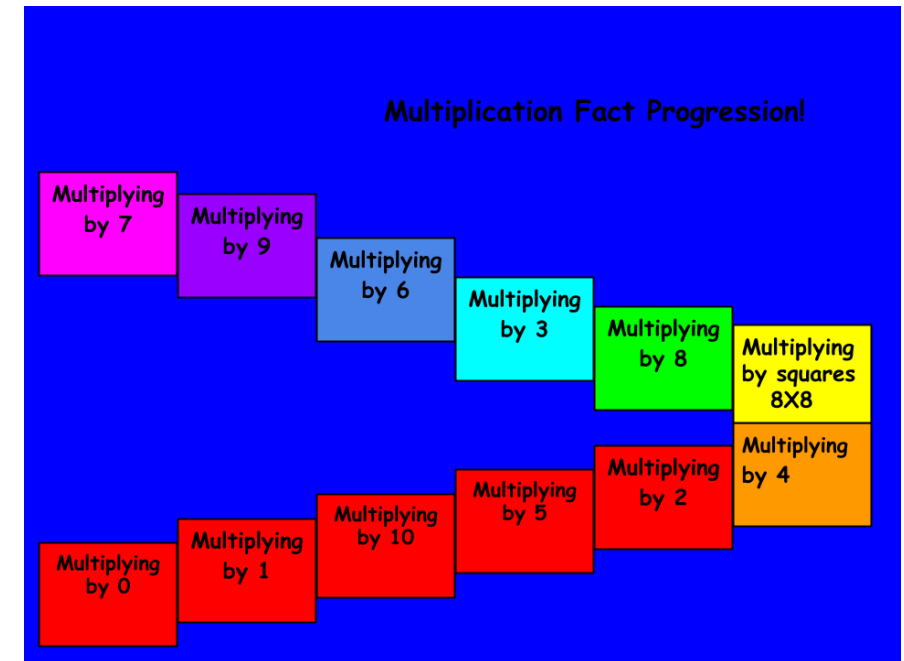 Multiplication Fact Progression!
Multiplying
by 7
Multiplying
by 9
Multiplying
by 6
Multiplying
by 3
Multiplying
by 8
Multiplying
by squares
8X8
Multiplying
by 4
Multiplying
by 2
Multiplying
by 5
Multiplying
by 10
Multiplying
by 1
Multiplying
by 0